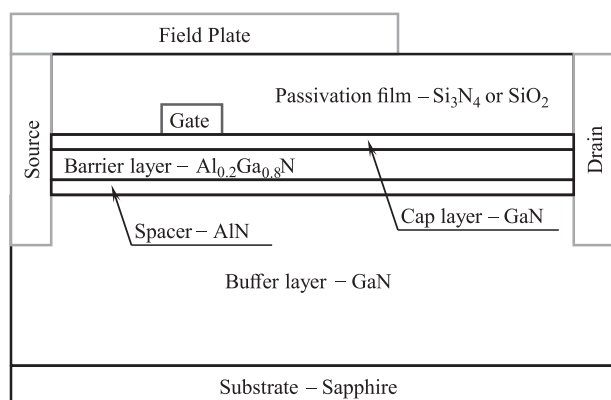 Field Plate
Passivation film – Si₃N₄ or SiO₂
Gate
Source
Drain
Barrier layer – Al₀.₂Ga₀.₈N
Cap layer – GaN
Spacer – AlN
Buffer layer – GaN
Substrate – Sapphire